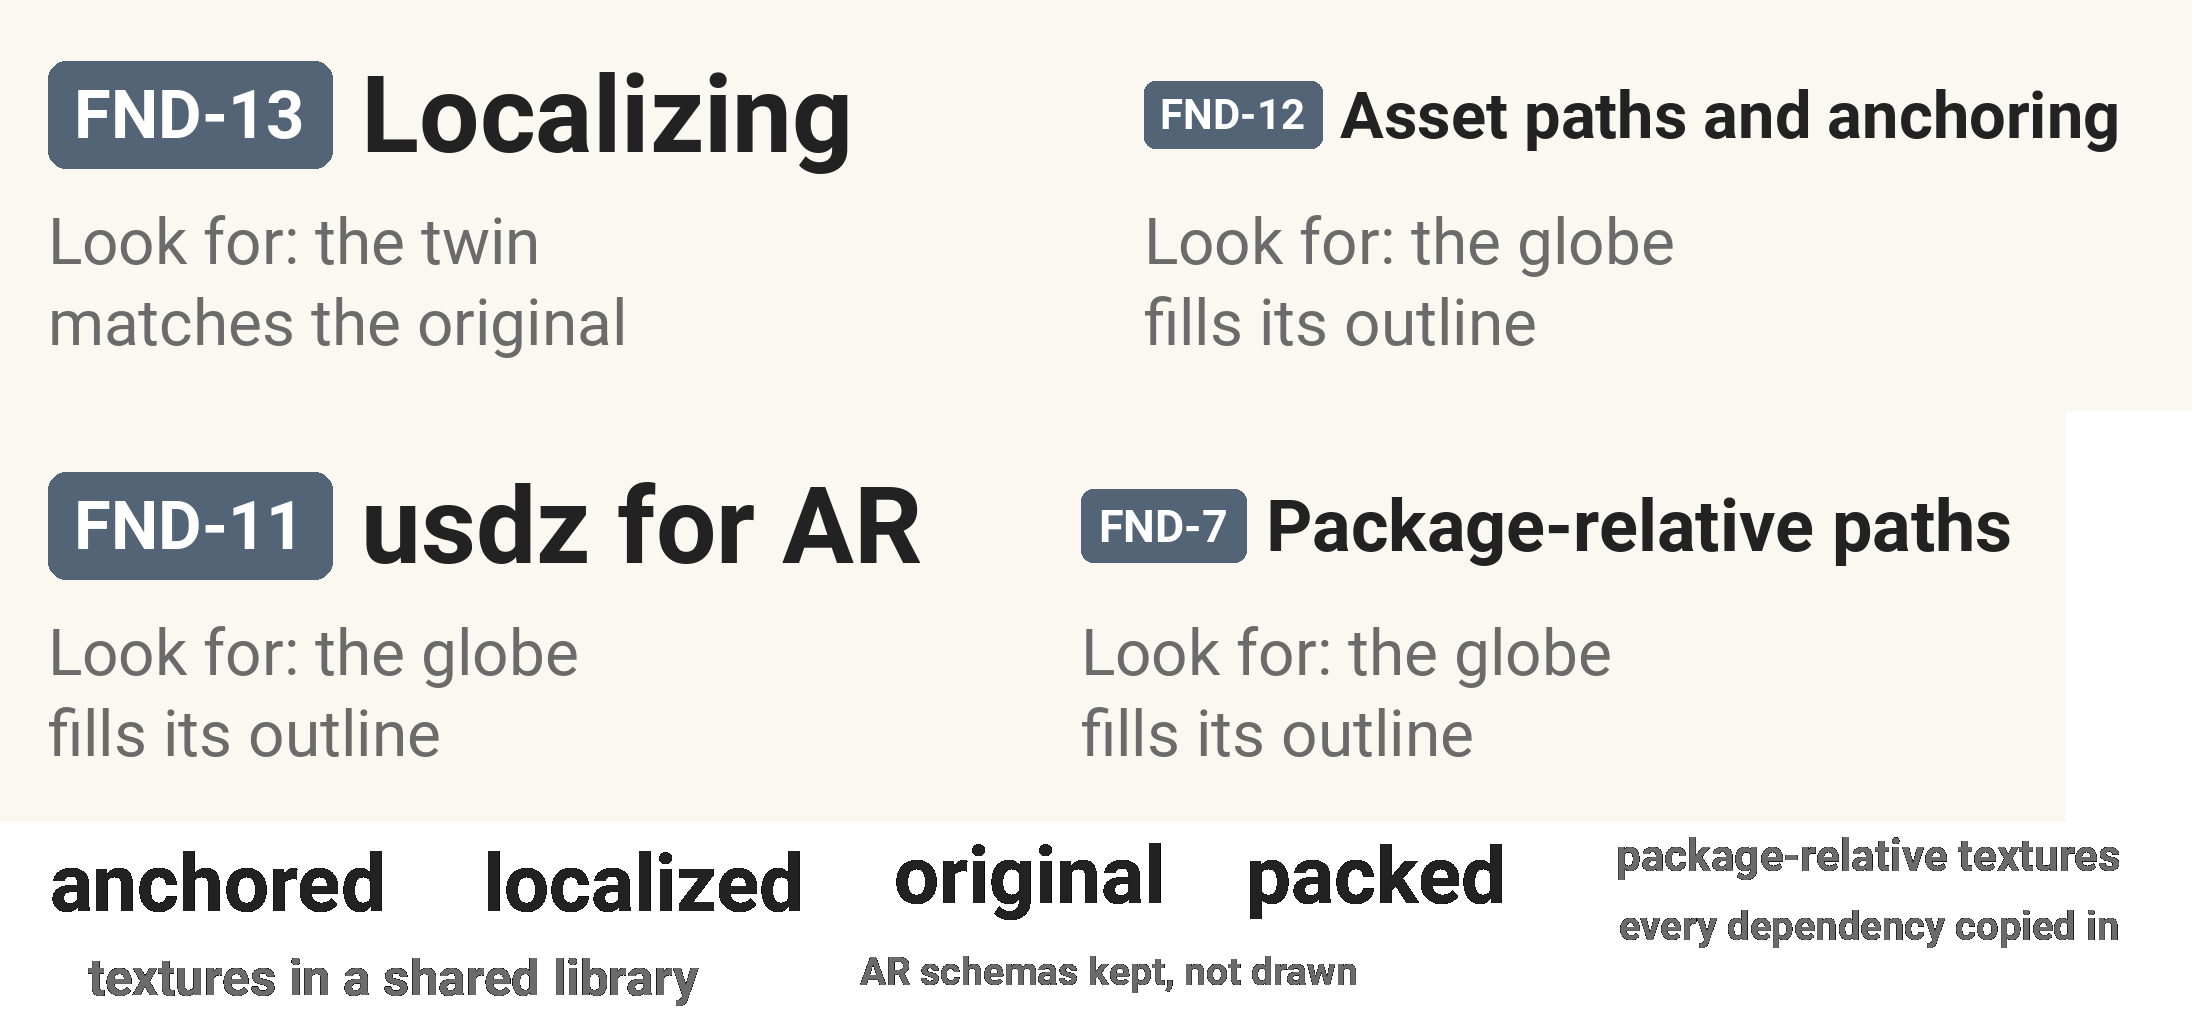 FND-13 Localizing
Look for: the twin
matches the original
FND-12 Asset paths and anchoring
Look for: the globe
fills its outline
FND-11 usdz for AR
Look for: the globe
fills its outline
FND-7 Package-relative paths
Look for: the globe
fills its outline
anchored
localized
original
packed
package-relative textures
every dependency copied in
textures in a shared library
AR schemas kept, not drawn